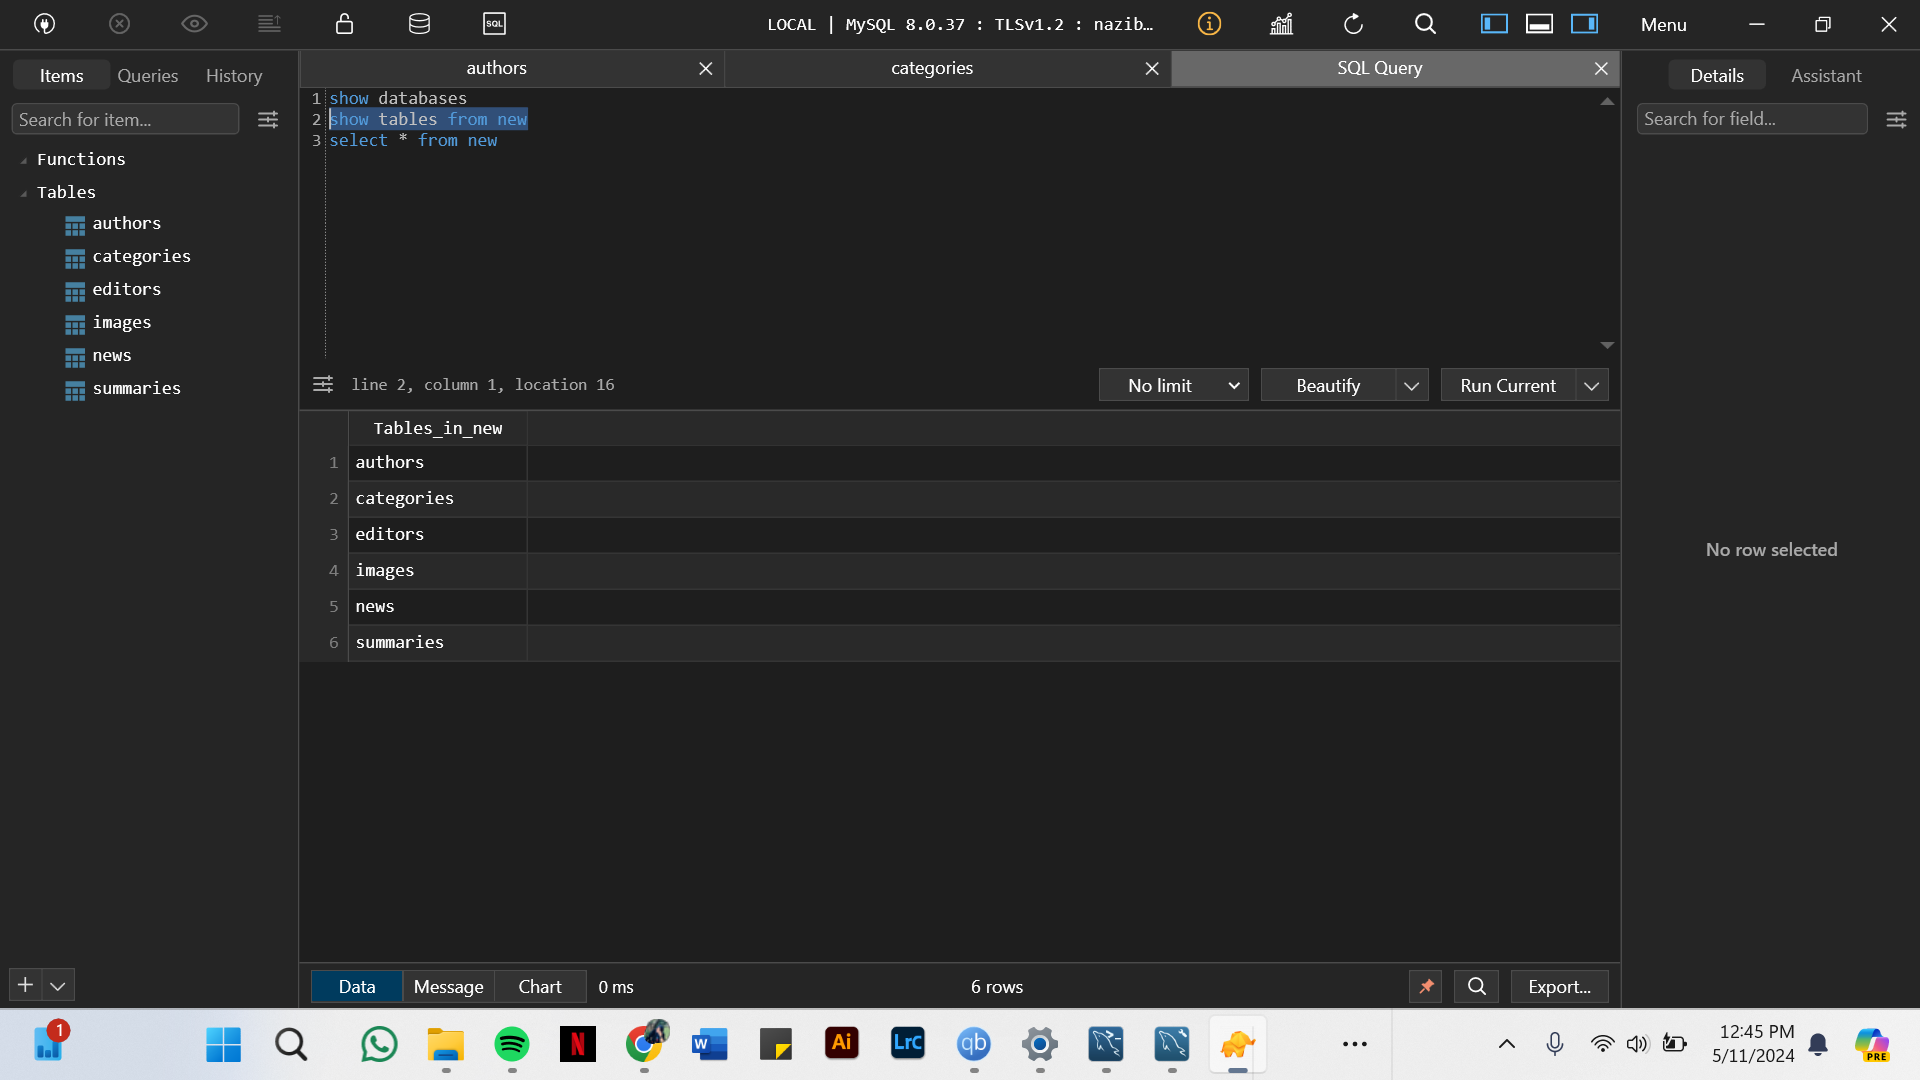 LOCAL | MySQL 8.0.37 : TLSv1.2 : nazib...
Menu
SQL
Items
Queries
History
Search for item...
Functions
Tables
authors
categories
editors
images
news
summaries
authors
categories
SQL Query
1 show databases
2 show tables from new
3 select * from new
line 2, column 1, location 16
No limit
Beautify
Run Current
Tables_in_new
1 authors
2 categories
3 editors
4 images
5 news
6 summaries
Data
Message
Chart
0 ms
6 rows
Export...
Details
Assistant
Search for field...
No row selected
1
N
W
Ai
LrC
qb
12:45 PM
5/11/2024
PRE